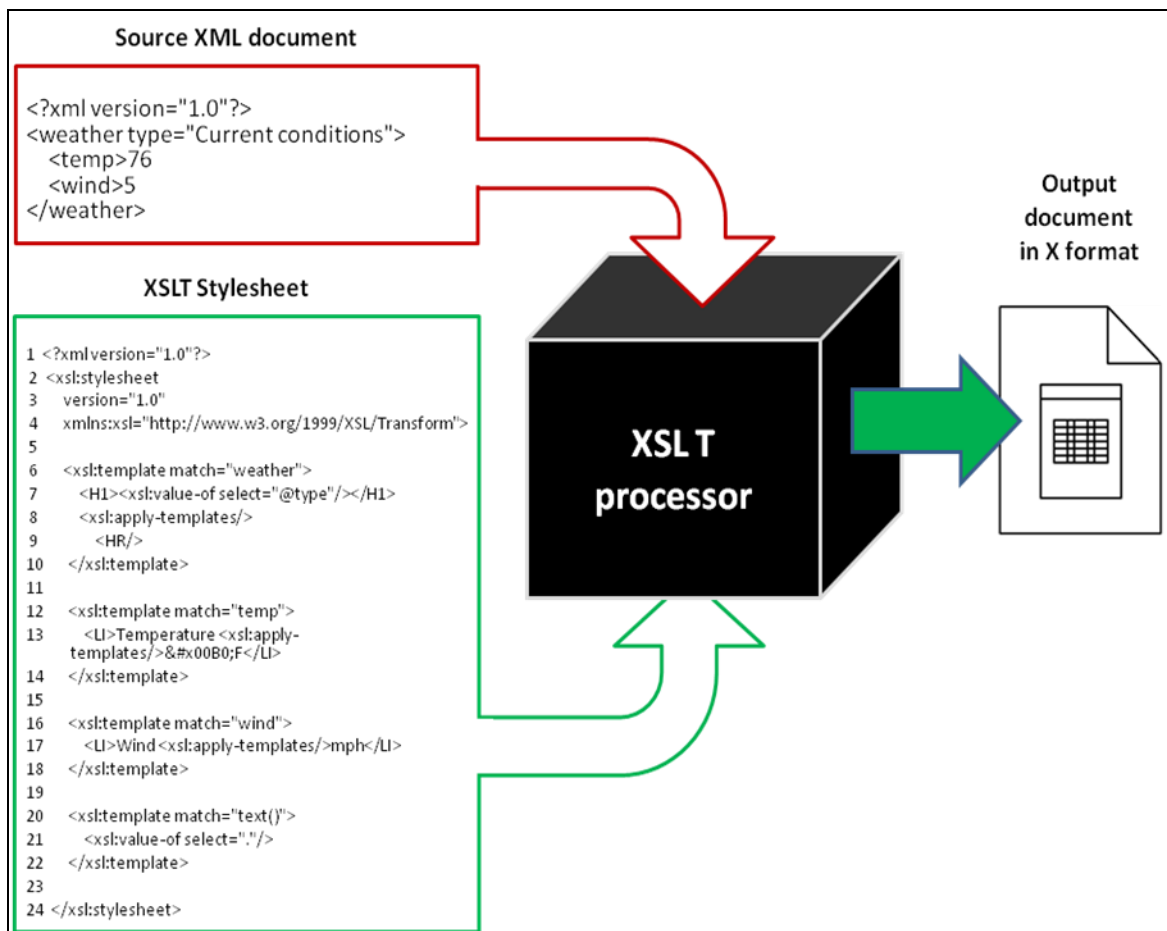 Source XML document
<?xml version="1.0"?>
<weather type="Current conditions">
<temp>76
<wind>5
</weather>
XSLT Stylesheet
1 <?xml version="1.0"?>
2 <xsl:stylesheet
3 version="1.0"
4 xmlns:xsl="http://www.w3.org/1999/XSL/Transform">
5
6 <xsl:template match="weather">
7 <H1><xsl:value-of select="@type"/></H1>
8 <xsl:apply-templates/>
9 <HR/>
10 </xsl:template>
11
12 <xsl:template match="temp">
13 <LI>Temperature <xsl:apply-
templates/>&#x00B0;F</LI>
14 </xsl:template>
15
16 <xsl:template match="wind">
17 <LI>Wind <xsl:apply-templates/>mph</LI>
18 </xsl:template>
19
20 <xsl:template match="text()">
21 <xsl:value-of select="."/>
22 </xsl:template>
23
24 </xsl:stylesheet>
XSL T
processor
Output
document
in X format